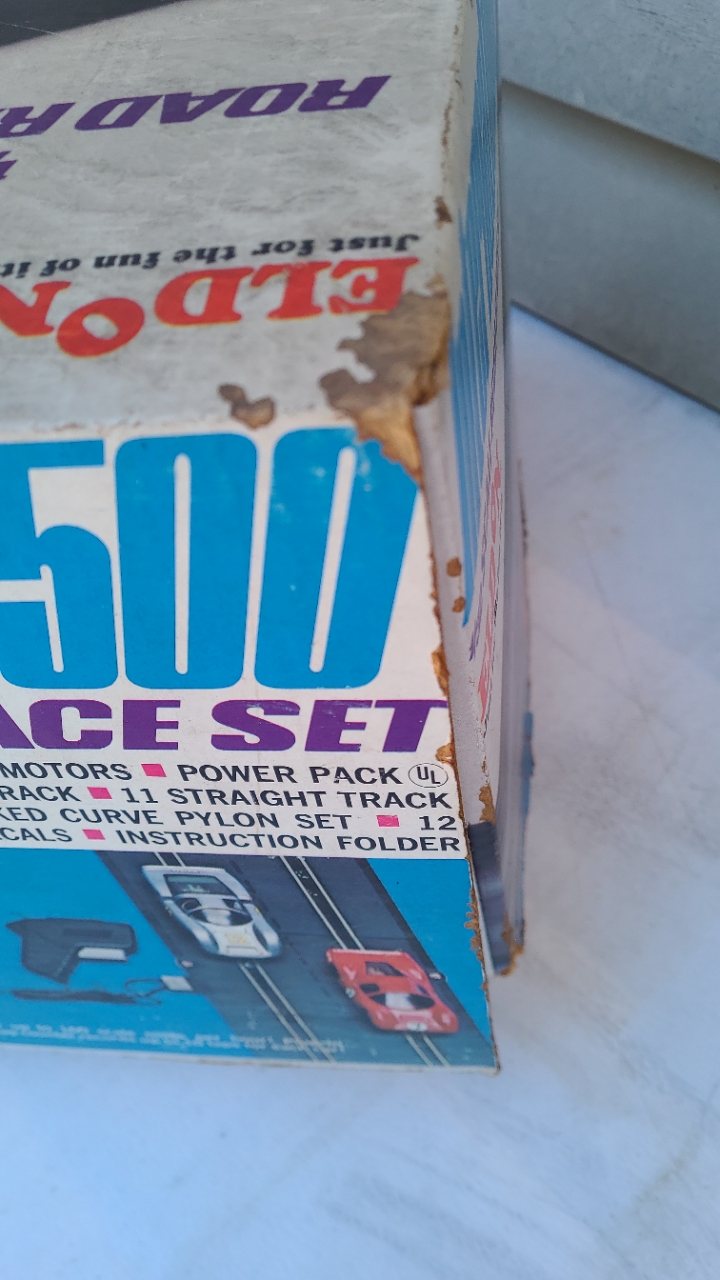 ROAD R
Just for the fun of it
ELDON
500
ACE SET
MOTORS ■ POWER PACK UL
RACK ■ 11 STRAIGHT TRACK
KED CURVE PYLON SET ■ 12
CALS ■ INSTRUCTION FOLDER